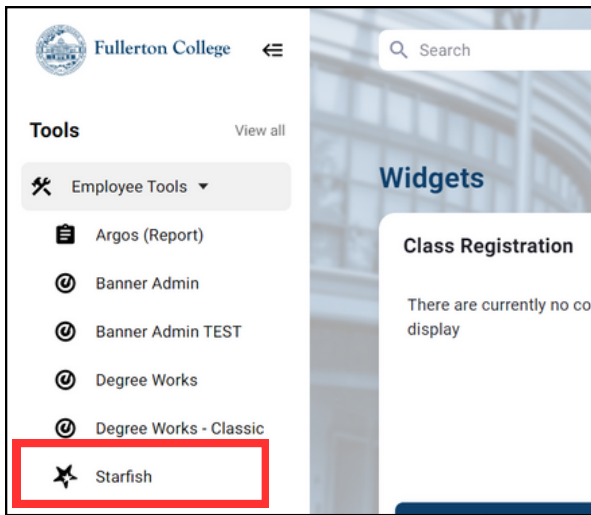 Fullerton College
Search
Tools
View all
Employee Tools
Argos (Report)
Banner Admin
Banner Admin TEST
Degree Works
Degree Works - Classic
Starfish
Widgets
Class Registration
There are currently no co
display